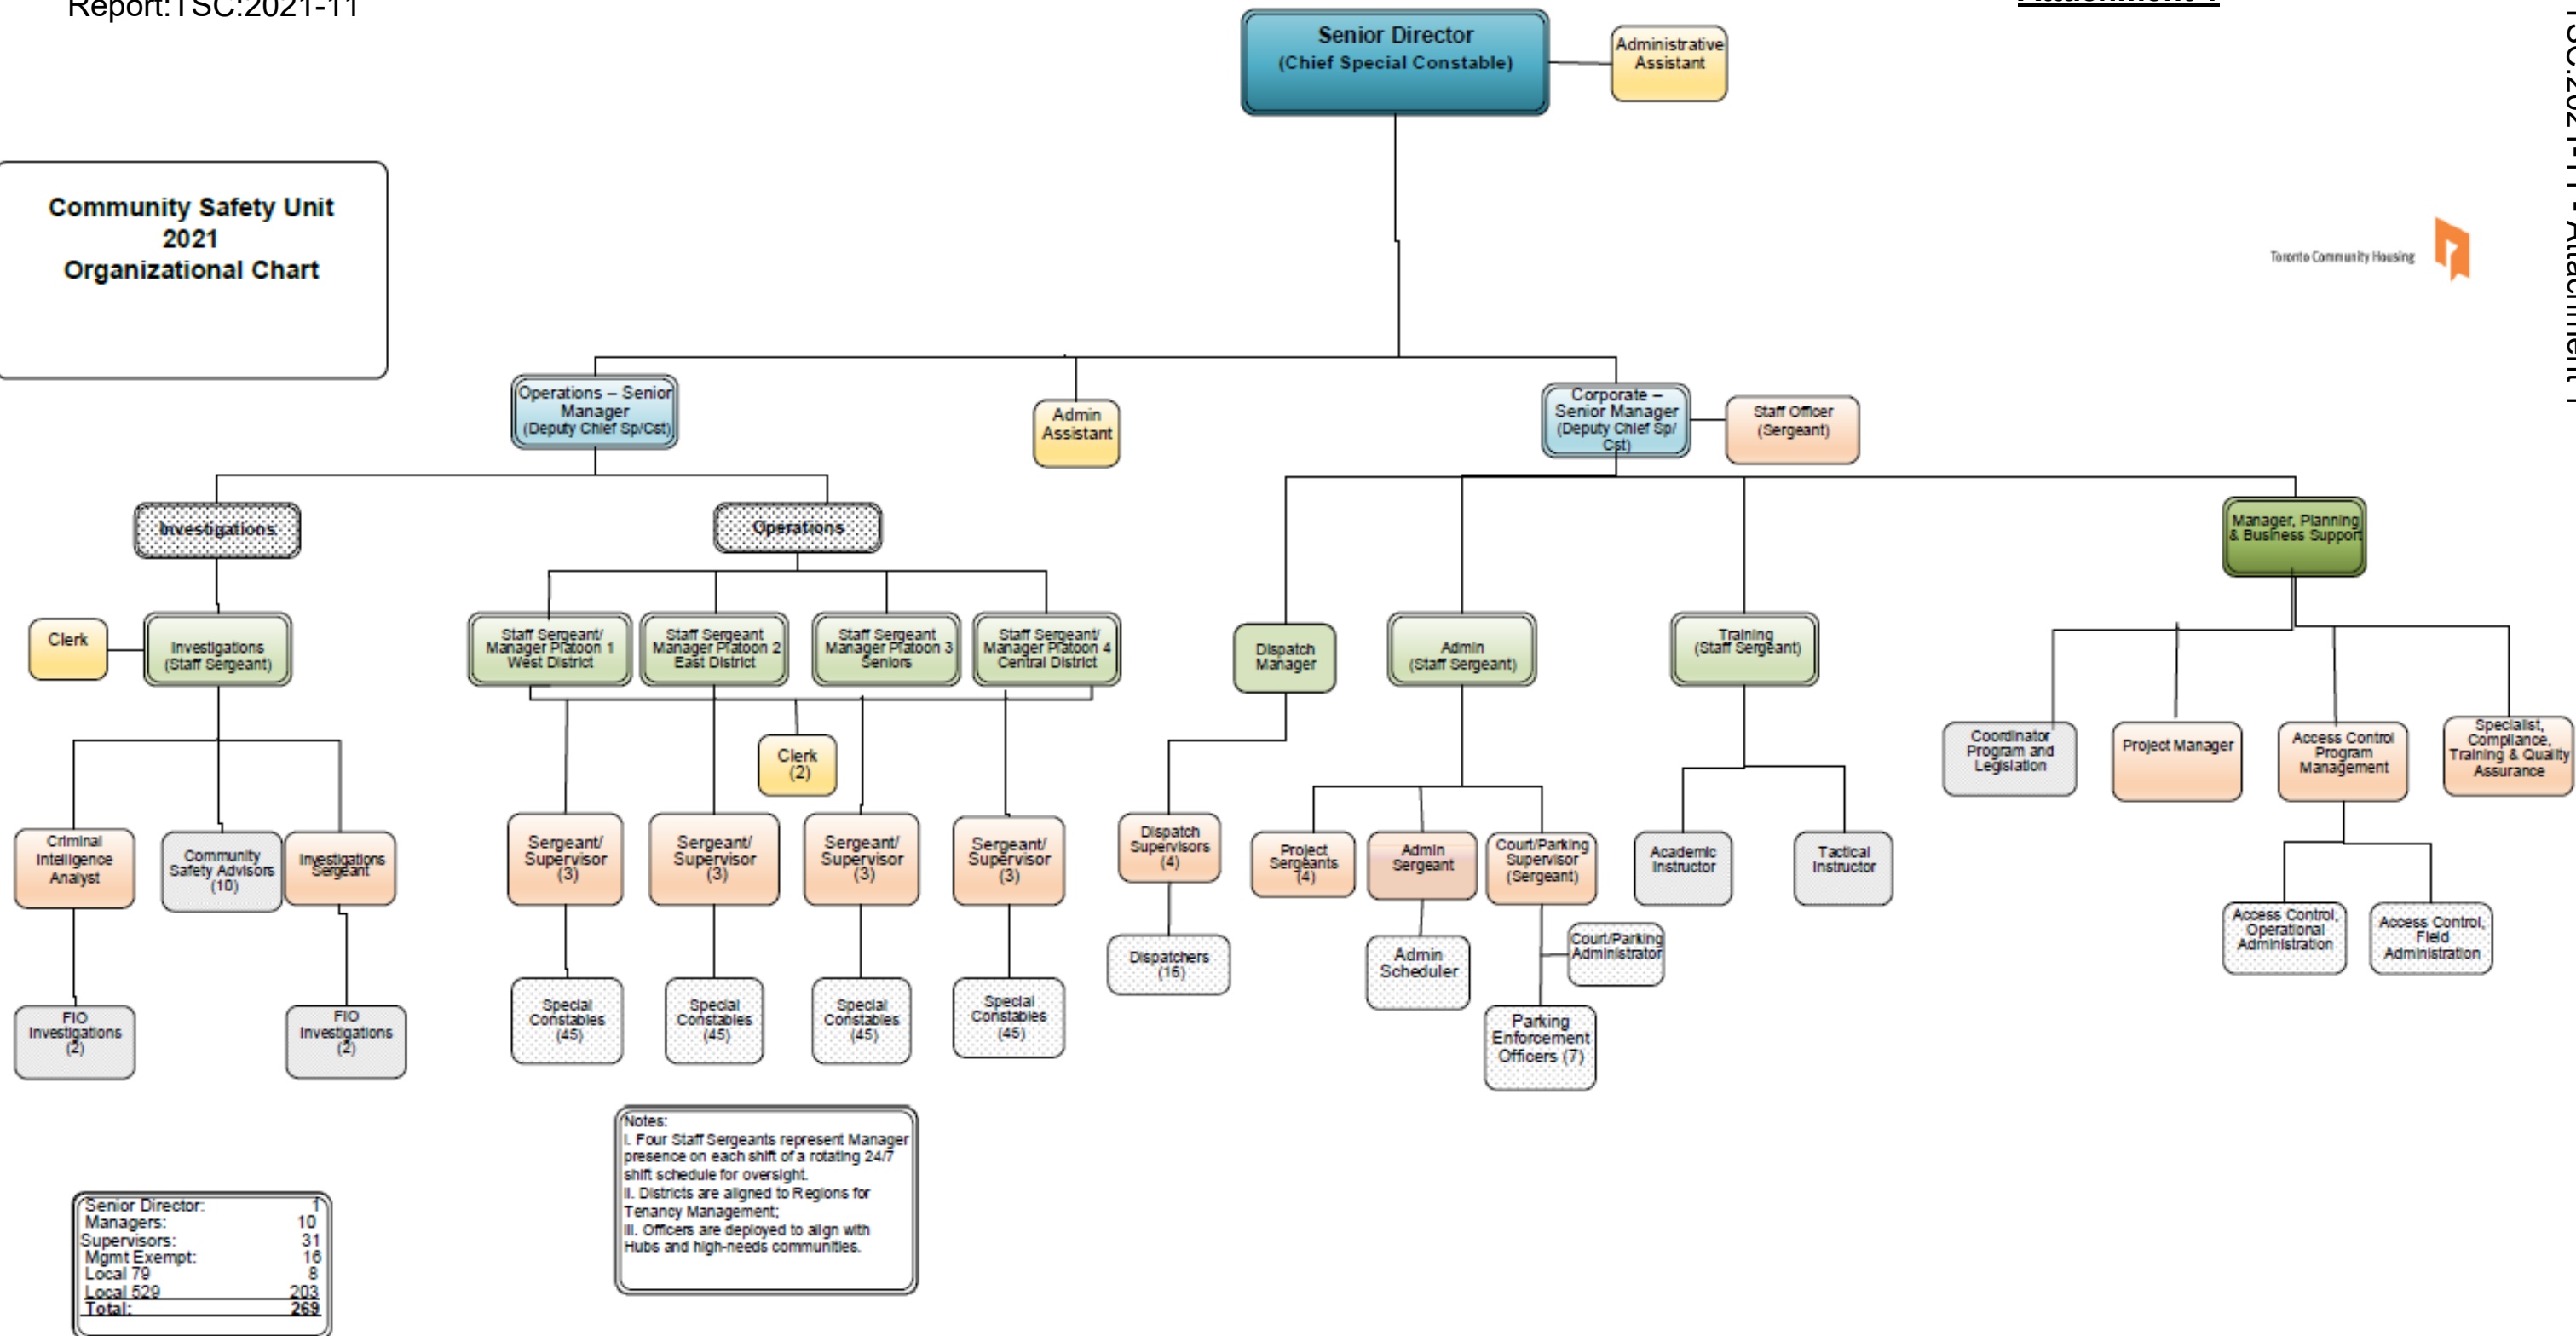 Report:TSC:2021-11
Senior Director
(Chief Special Constable)
Administrative
Assistant
Community Safety Unit
2021
Organizational Chart
Toronto Community Housing
Operations – Senior
Manager
(Deputy Chief Sp/Cst)
Admin
Assistant
Corporate –
Senior Manager
(Deputy Chief Sp/
Cst)
Staff Officer
(Sergeant)
Investigations
Operations
Manager, Planning
& Business Support
Clerk
Investigations
(Staff Sergeant)
Staff Sergeant/
Manager Platoon 1
West District
Staff Sergeant
Manager Platoon 2
East District
Staff Sergeant
Manager Platoon 3
Seniors
Staff Sergeant/
Manager Platoon 4
Central District
Dispatch
Manager
Admin
(Staff Sergeant)
Training
(Staff Sergeant)
Clerk
(2)
Coordinator
Program and
Legislation
Project Manager
Access Control
Program
Management
Specialist,
Compliance,
Training & Quality
Assurance
Criminal
Intelligence
Analyst
Community
Safety Advisors
(10)
Investigations
Sergeant
Sergeant/
Supervisor
(3)
Sergeant/
Supervisor
(3)
Sergeant/
Supervisor
(3)
Sergeant/
Supervisor
(3)
Dispatch
Supervisors
(4)
Project
Sergeants
(4)
Admin
Sergeant
Court/Parking
Supervisor
(Sergeant)
Academic
Instructor
Tactical
Instructor
Dispatchers
(16)
Admin
Scheduler
Court/Parking
Administrator
Access Control,
Operational
Administration
Access Control,
Field
Administration
FIO
Investigations
(2)
FIO
Investigations
(2)
Special
Constables
(45)
Special
Constables
(45)
Special
Constables
(45)
Special
Constables
(45)
Parking
Enforcement
Officers (7)
Notes:
I. Four Staff Sergeants represent Manager
presence on each shift of a rotating 24/7
shift schedule for oversight.
II. Districts are aligned to Regions for
Tenancy Management;
III. Officers are deployed to align with
Hubs and high-needs communities.
Senior Director: 1
Managers: 10
Supervisors: 31
Mgmt Exempt: 16
Local 79 8
Local 529 203
Total: 269